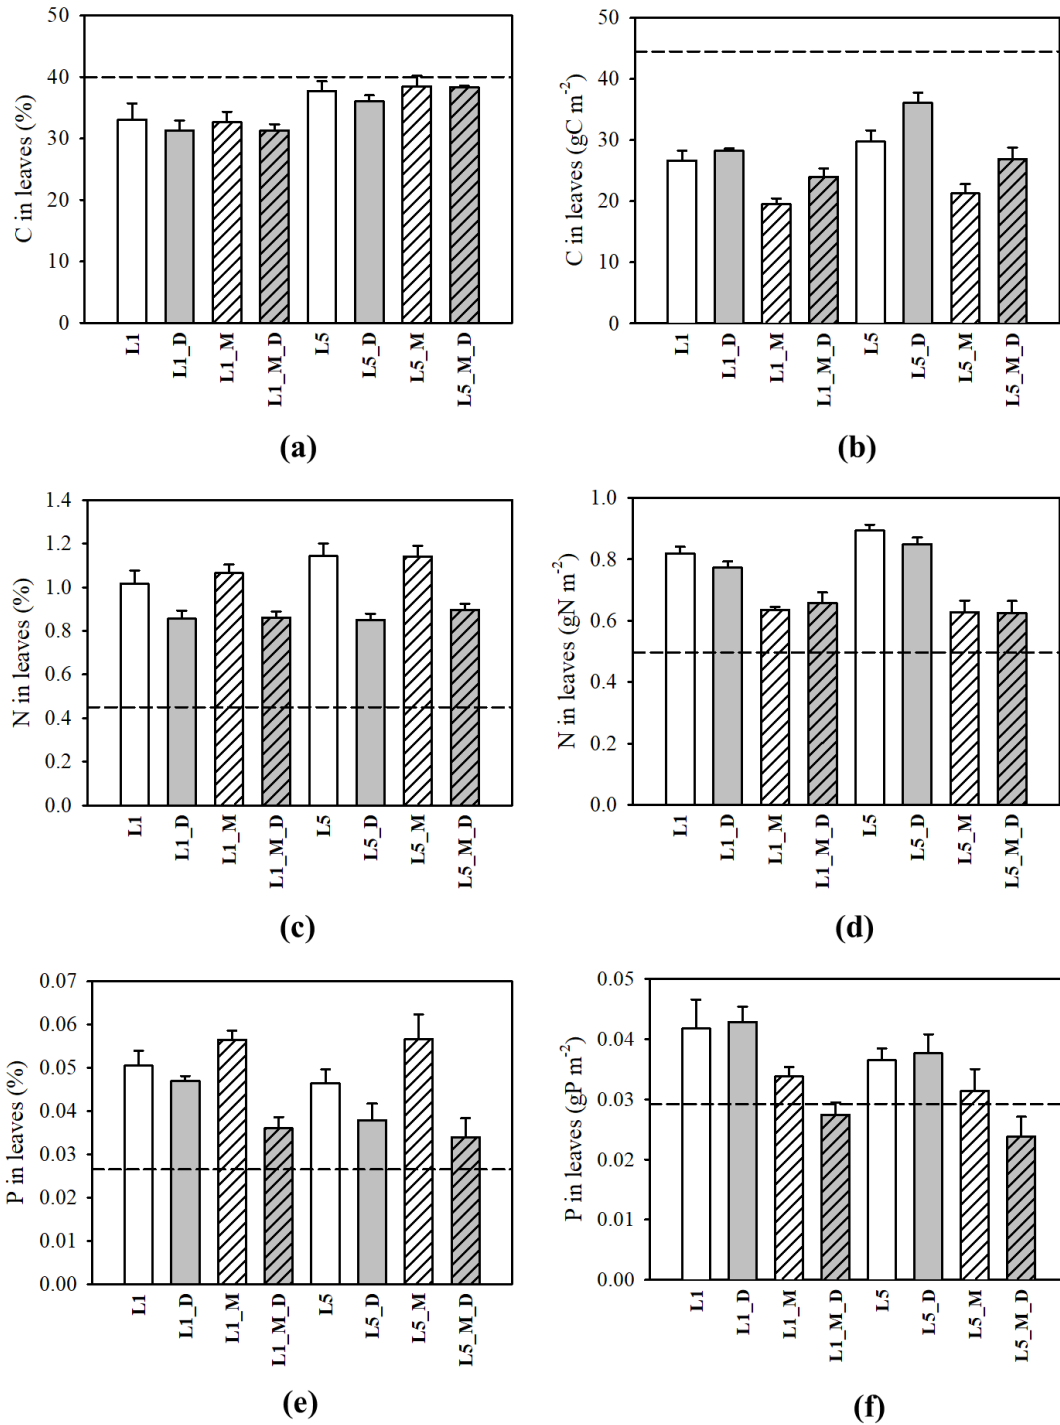 C in leaves (%)
50
40
30
20
10
0
L1
L1_D
L1_M
L1_M_D
L5
L5_D
L5_M
L5_M_D
(a)
C in leaves (gC m-2)
50
40
30
20
10
0
L1
L1_D
L1_M
L1_M_D
L5
L5_D
L5_M
L5_M_D
(b)
N in leaves (%)
1.4
1.2
1.0
0.8
0.6
0.4
0.2
0.0
L1
L1_D
L1_M
L1_M_D
L5
L5_D
L5_M
L5_M_D
(c)
N in leaves (gN m-2)
1.0
0.8
0.6
0.4
0.2
0.0
L1
L1_D
L1_M
L1_M_D
L5
L5_D
L5_M
L5_M_D
(d)
P in leaves (%)
0.07
0.06
0.05
0.04
0.03
0.02
0.01
0.00
L1
L1_D
L1_M
L1_M_D
L5
L5_D
L5_M
L5_M_D
(e)
P in leaves (gP m-2)
0.05
0.04
0.03
0.02
0.01
0.00
L1
L1_D
L1_M
L1_M_D
L5
L5_D
L5_M
L5_M_D
(f)